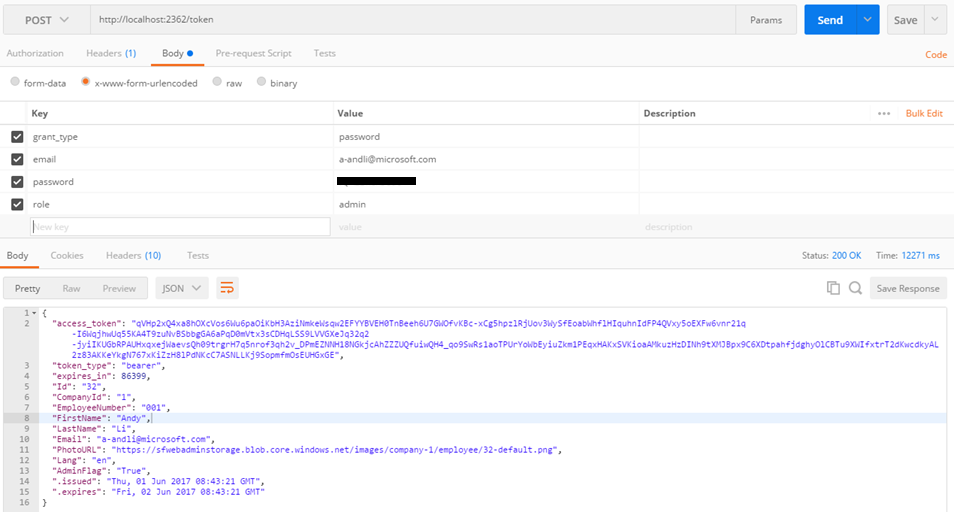 POST http://localhost:2362/token Params Send Save
Authorization Headers (1) Body Pre-request Script Tests Code
form-data x-www-form-urlencoded raw binary
Key Value Description Bulk Edit
grant_type password
email a-andli@microsoft.com
password
role admin
New key value description
Body Cookies Headers (10) Tests Status: 200 OK Time: 12271 ms
Pretty Raw Preview JSON Save Response
1 {
2 "access_token":
3 "token_type": "bearer",
4 "expires_in": 86399,
5 "Id": "32",
6 "CompanyId": "1",
7 "EmployeeNumber": "001",
8 "FirstName": "Andy",
9 "LastName": "Li",
10 "Email": "a-andli@microsoft.com",
11 "PhotoURL": "https://sfwebadminstorage.blob.core.windows.net/images/company-1/employee/32-default.png",
12 "Lang": "en",
13 "AdminFlag": "True",
14 ".issued": "Thu, 01 Jun 2017 08:43:21 GMT",
15 ".expires": "Fri, 02 Jun 2017 08:43:21 GMT"
16 }